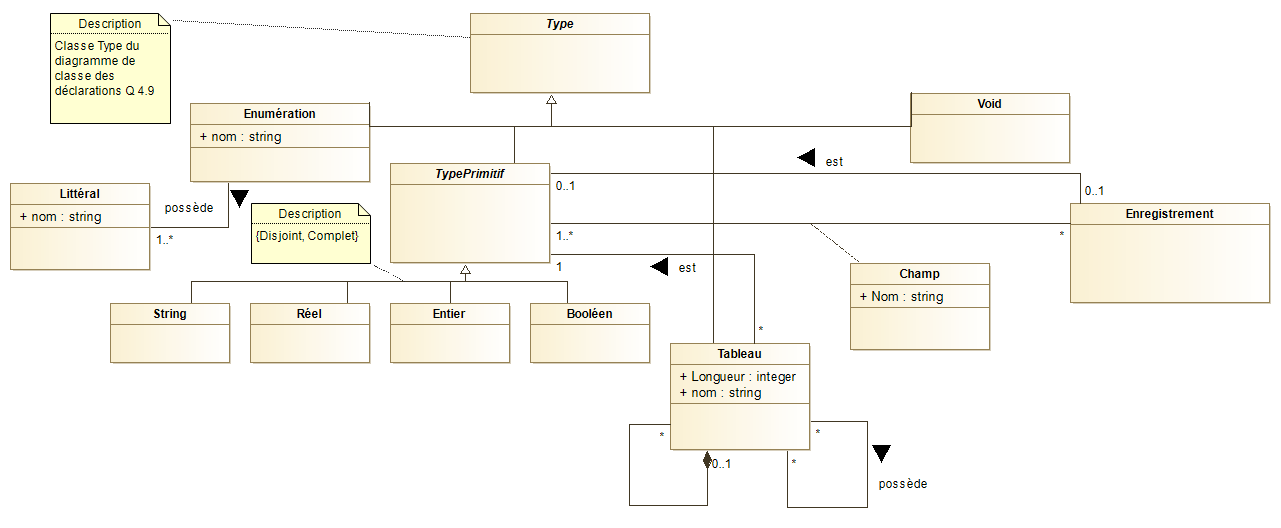 Description
Classe Type du
diagramme de
classe des
déclarations Q 4.9
Type
Enumération
+ nom : string
Void
Littéral
+ nom : string
possède
1..*
Description
{Disjoint, Complet}
TypePrimitif
0..1
est
0..1
1..*
*
1
est
*
Enregistrement
Champ
+ Nom : string
String
Réel
Entier
Booléen
Tableau
+ Longueur : integer
+ nom : string
*
0..1
*
*
possède